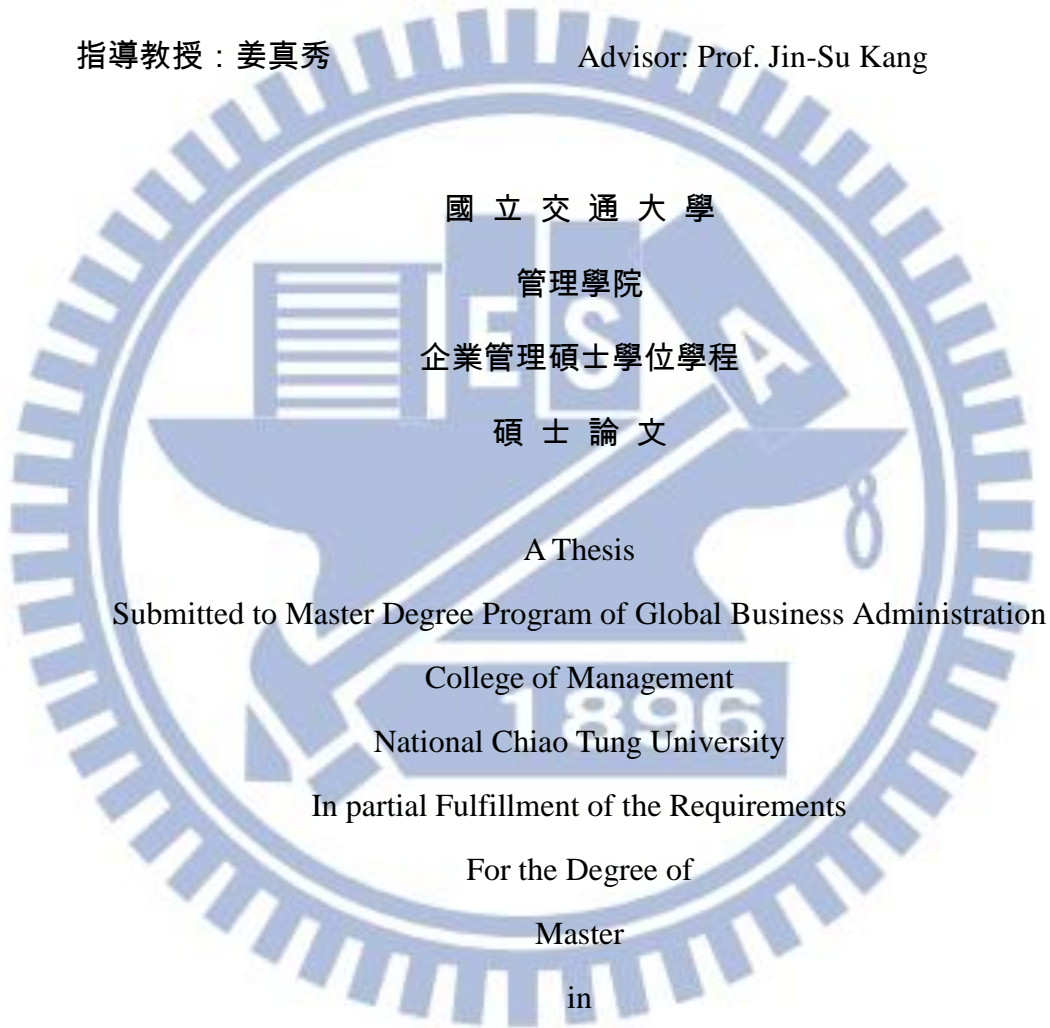 指導教授：姜真秀 Advisor: Prof. Jin-Su Kang
國 立 交 通 大 學
管理學院
企業管理碩士學位學程
碩 士 論 文
E S A
A Thesis
Submitted to Master Degree Program of Global Business Administration
College of Management
1896
National Chiao Tung University
In partial Fulfillment of the Requirements
For the Degree of
Master
in